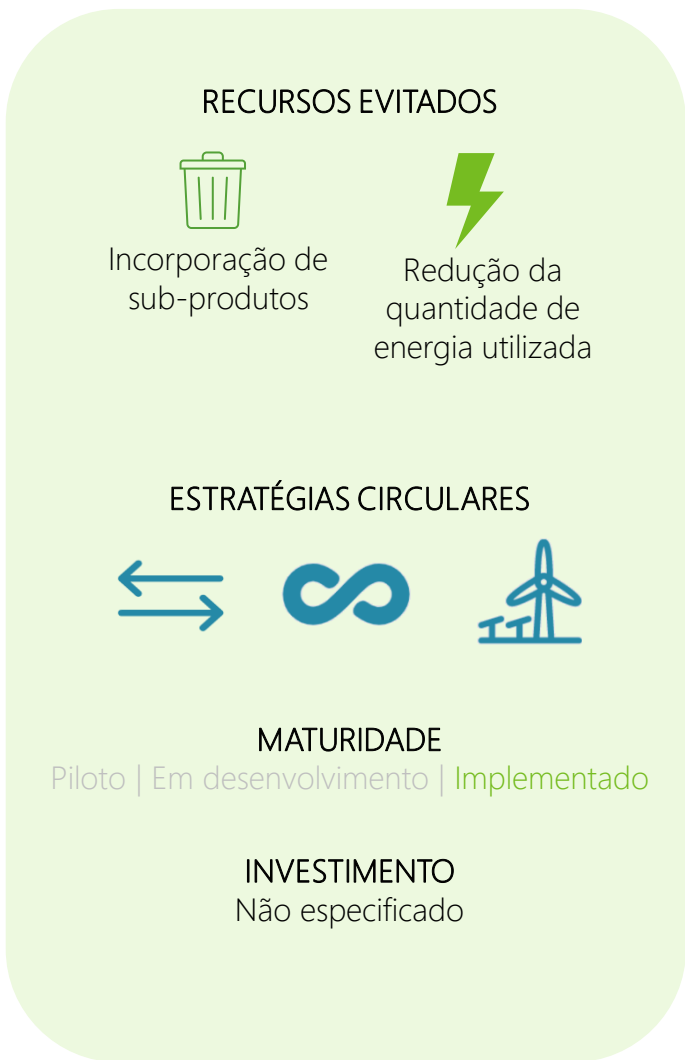 RECURSOS EVITADOS
Incorporação de
sub-produtos
Redução da
quantidade de
energia utilizada
ESTRATÉGIAS CIRCULARES
MATURIDADE
Piloto | Em desenvolvimento | Implementado
INVESTIMENTO
Não especificado